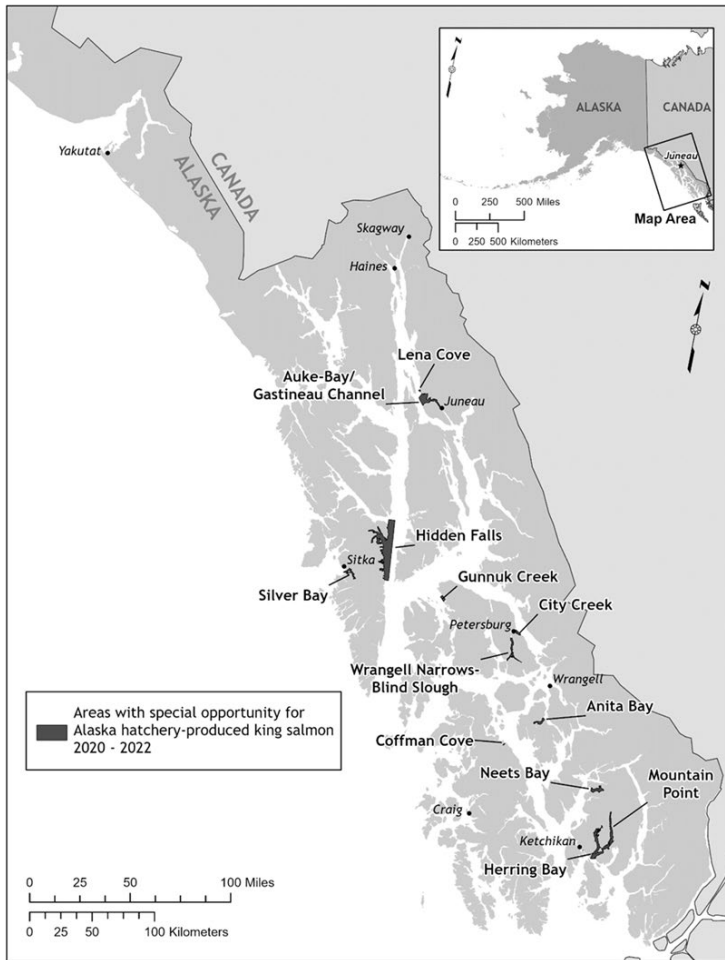 N
ALASKA
CANADA
Juneau
0 250 500 Miles
0 250 500 Kilometers
Map Area
Yakutat
CANADA
ALASKA
Skagway
Haines
N
Lena Cove
Auke-Bay/
Gastineau Channel
Juneau
Hidden Falls
Sitka
Silver Bay
Gunnuk Creek
City Creek
Petersburg
Wrangell Narrows-
Blind Slough
Wrangell
Anita Bay
Areas with special opportunity for
Alaska hatchery-produced king salmon
2020 - 2022
Coffman Cove
Neets Bay
Mountain
Point
Craig
Ketchikan
Herring Bay
0 25 50 100 Miles
0 25 50 100 Kilometers